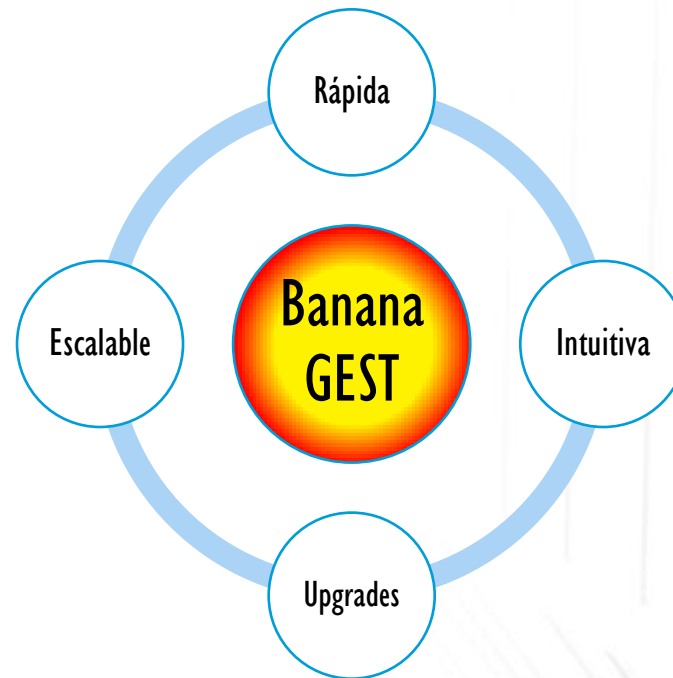 Rápida
Escalable
Banana
GEST
Intuitiva
Upgrades